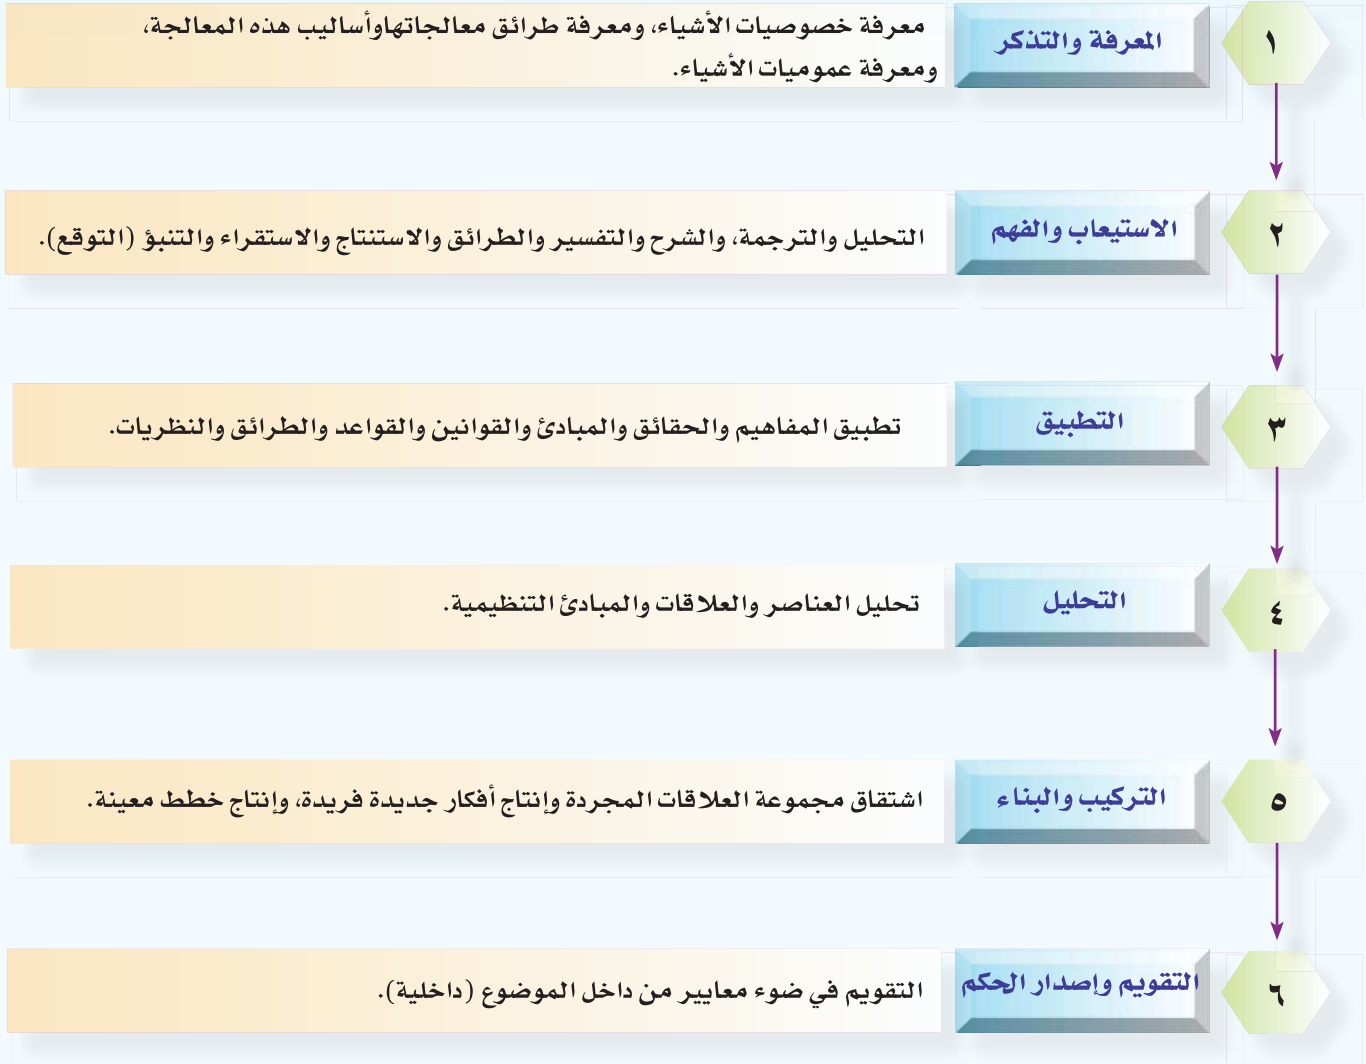 ١
المعرفة والتذكر
معرفة خصوصيات الأشياء، ومعرفة طرائق معالجاتهاوأساليب هذه المعالجة،
ومعرفة عموميات الأشياء.
٢
الاستيعاب والفهم
التحليل والترجمة، والشرح والتفسير والطرائق والاستنتاج والاستقراء والتنبؤ (التوقع).
٣
التطبيق
تطبيق المفاهيم والحقائق والمبادئ والقوانين والقواعد والطرائق والنظريات.
٤
التحليل
تحليل العناصر والعلاقات والمبادئ التنظيمية.
٥
التركيب والبناء
اشتقاق مجموعة العلاقات المجردة وإنتاج أفكار جديدة فريدة، وإنتاج خطط معينة.
٦
التقويم وإصدار الحكم
التقويم في ضوء معايير من داخل الموضوع (داخلية).